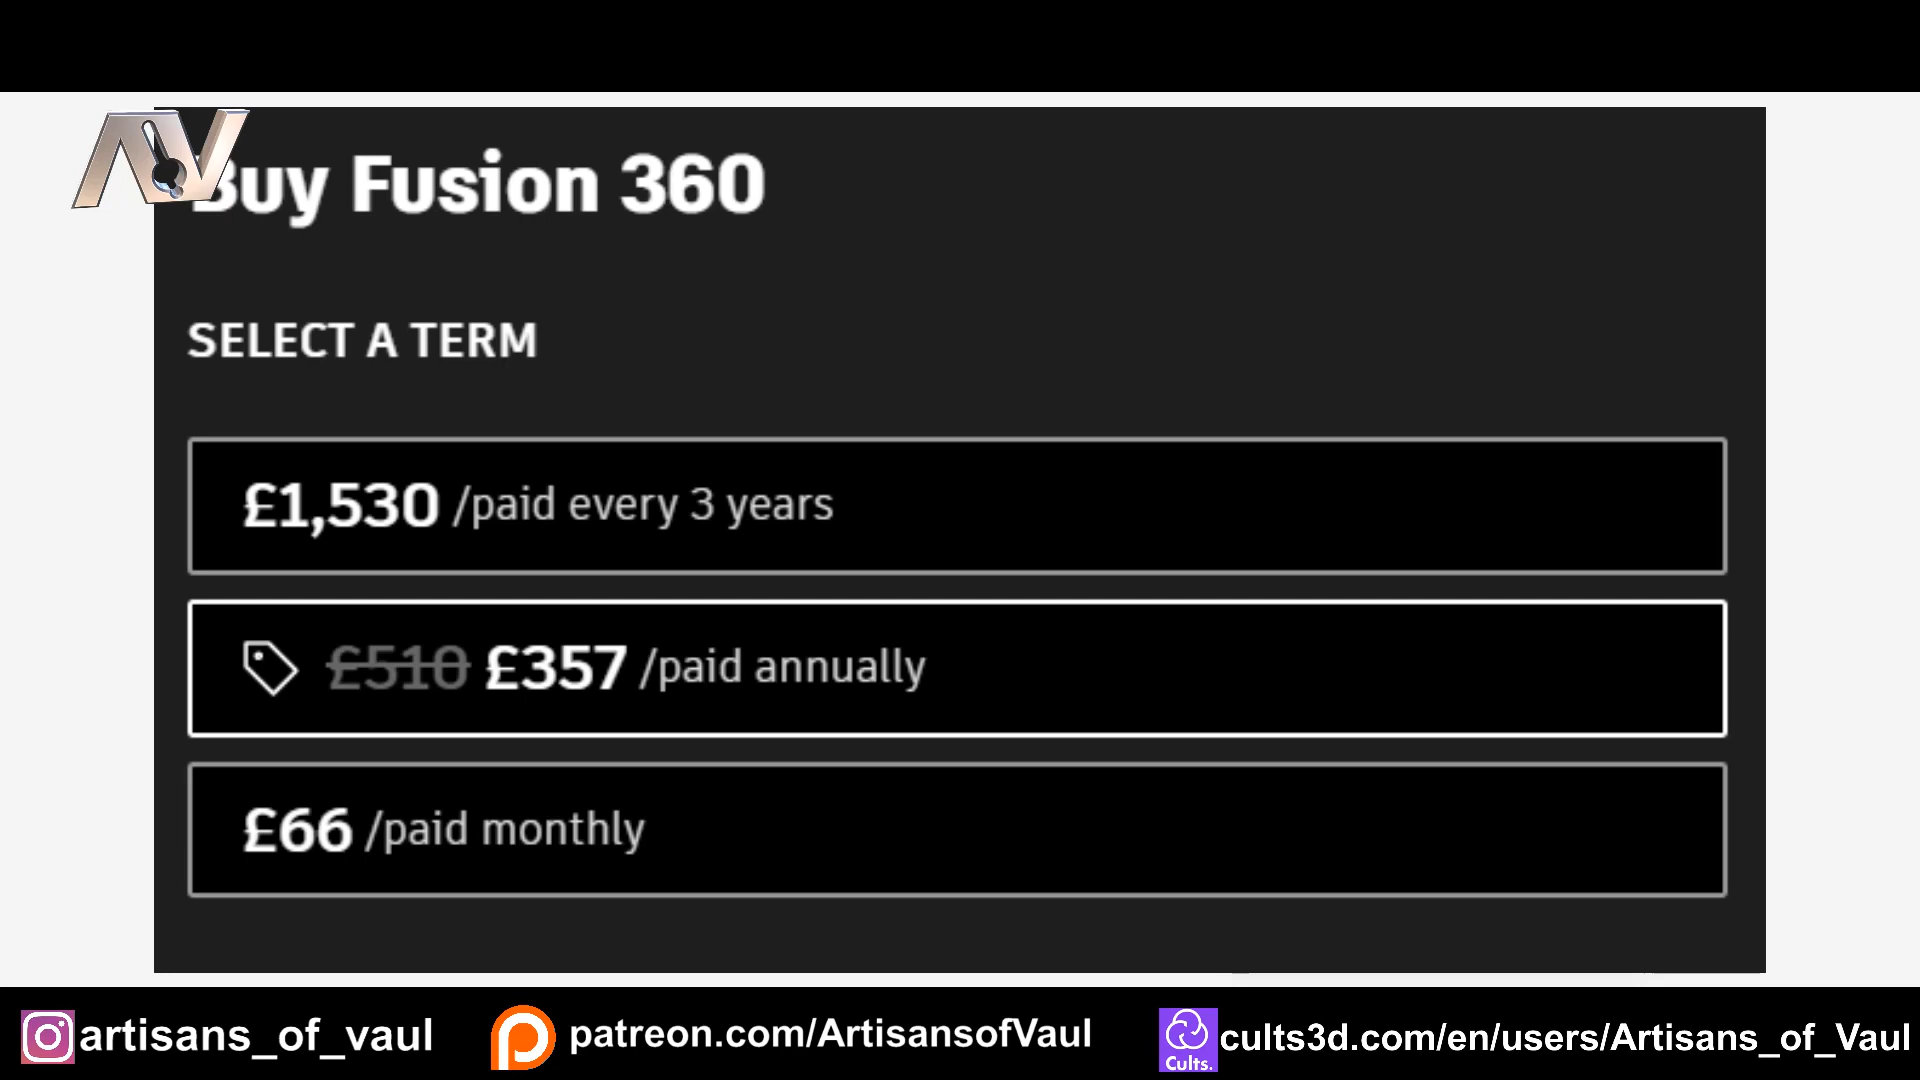 AV
Buy Fusion 360
SELECT A TERM
£1,530 /paid every 3 years
£510 £357 /paid annually
£66 /paid monthly
artisans_of_vaul
patreon.com/ArtisansofVaul
Cults.
cults3d.com/en/users/Artisans_of_Vaul